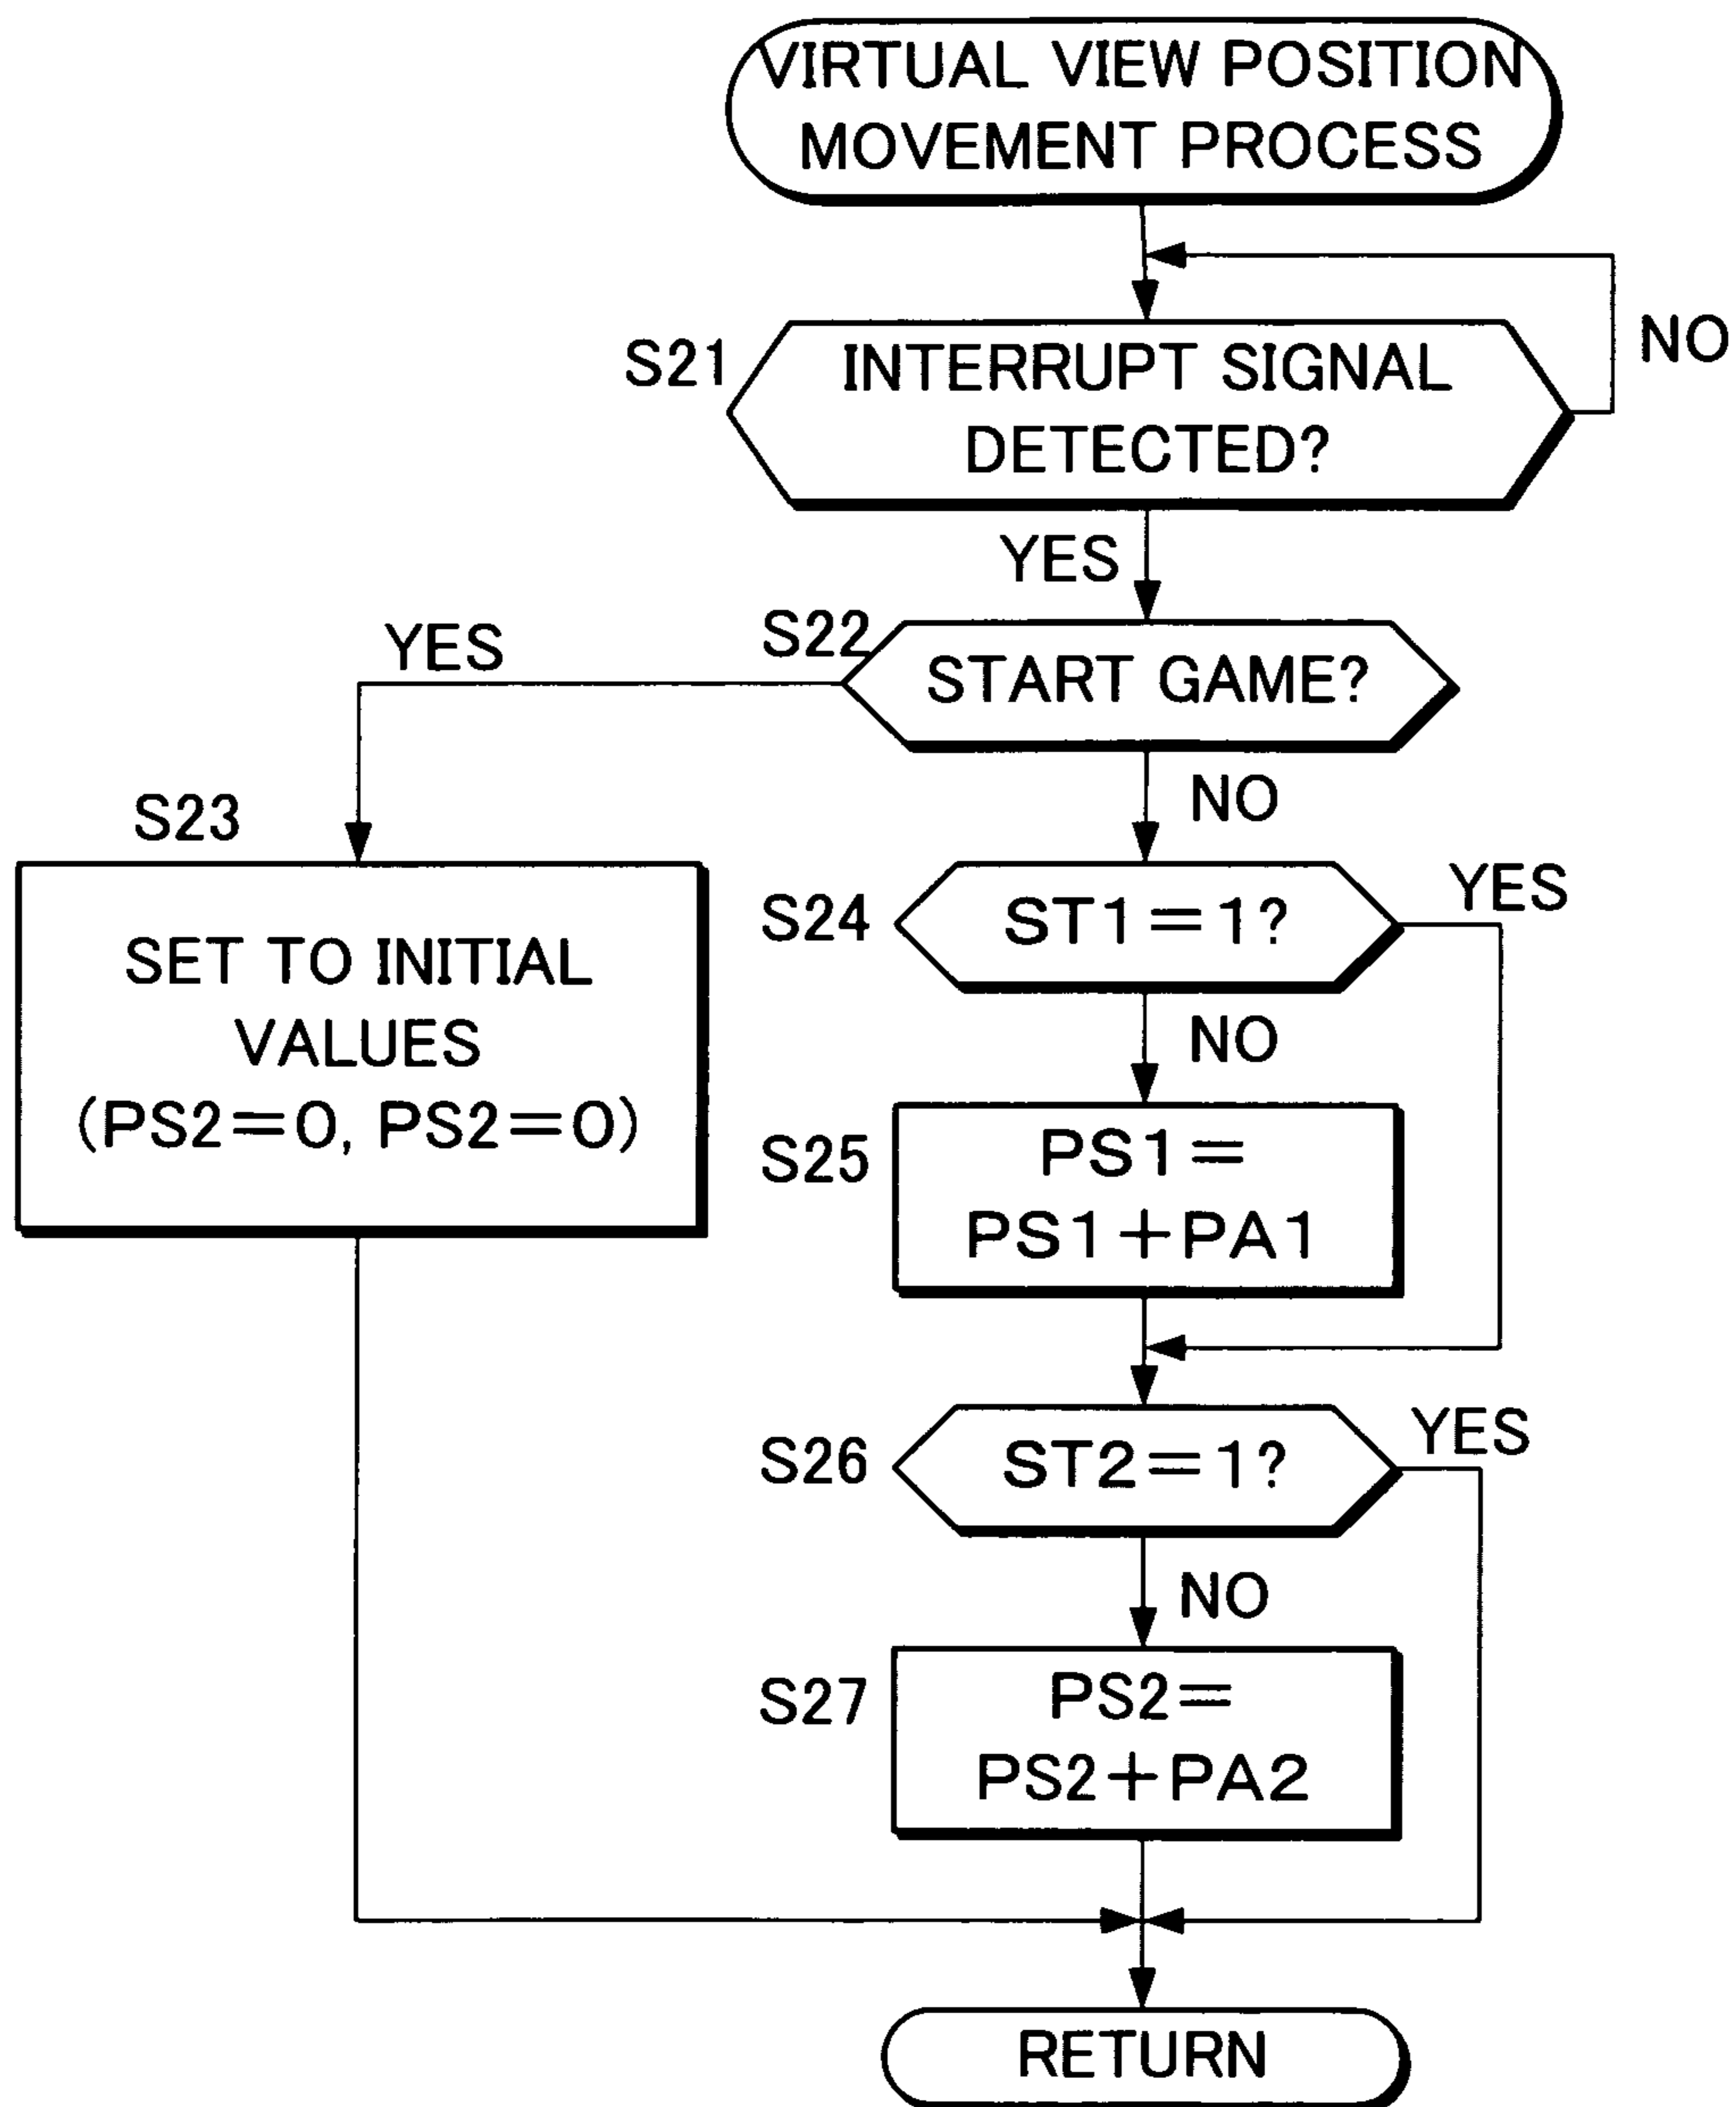 VIRTUAL VIEW POSITION
MOVEMENT PROCESS
S21
INTERRUPT SIGNAL
DETECTED?
NO
YES
S22
START GAME?
YES
NO
S23
SET TO INITIAL
VALUES
(PS2=0, PS2=0)
S24
ST1=1?
YES
NO
S25
PS1=
PS1+PA1
S26
ST2=1?
YES
NO
S27
PS2=
PS2+PA2
RETURN